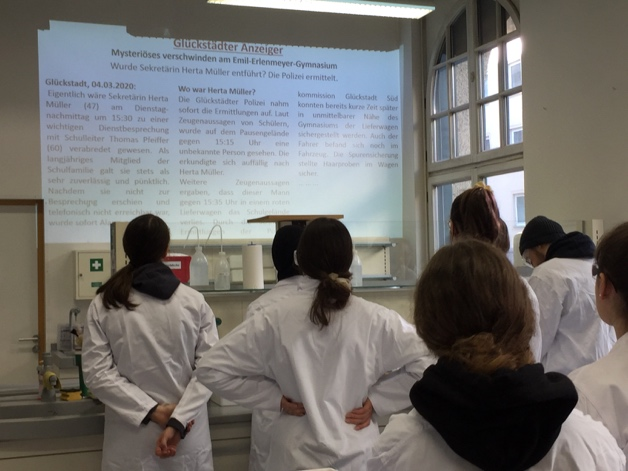 Glückstädter Anzeiger
Mysteriöses verschwinden am Emil-Erlenmeyer-Gymnasium
Wurde Sekretärin Herta Müller entführt? Die Polizei ermittelt.
Glückstadt, 04.03.2020:
Eigentlich wäre Sekretärin Herta
Müller (47) am Dienstag-
nachmittag um 15:30 zu einer
wichtigen Dienstbesprechung
mit Schulleiter Thomas Pfeiffer
(60) verabredet gewesen. Als
langjähriges Mitglied der
Schulfamilie galt sie stets als
sehr zuverlässig und pünktlich.
Nachdem nicht zur
Besprechung erschien und
telefonisch nicht erreichbar war,
wurde sofort
Wo war Herta Müller?
Die Glückstädter Polizei nahm
sofort die Ermittlungen auf. Laut
Zeugenaussagen von Schülern,
wurde auf dem Pausengelände
gegen 15:15 Uhr eine
unbekannte Person gesehen. Die
erkundigte sich auffällig nach
Herta Müller.
Weitere Zeugenaussagen
ergaben, dass dieser Mann
gegen 15:35 Uhr in einem
Lieferwagen das Schulgelände
kommission Glückstadt Süd
konnten bereits kurze Zeit später
in unmittelbarer Nähe des
Gymnasiums der Lieferwagen
sichergestellt werden. Auch der
Fahrer befand sich noch im
Fahrzeug. Die Spurensicherung
stellte Haarproben im Wagen
sicher.